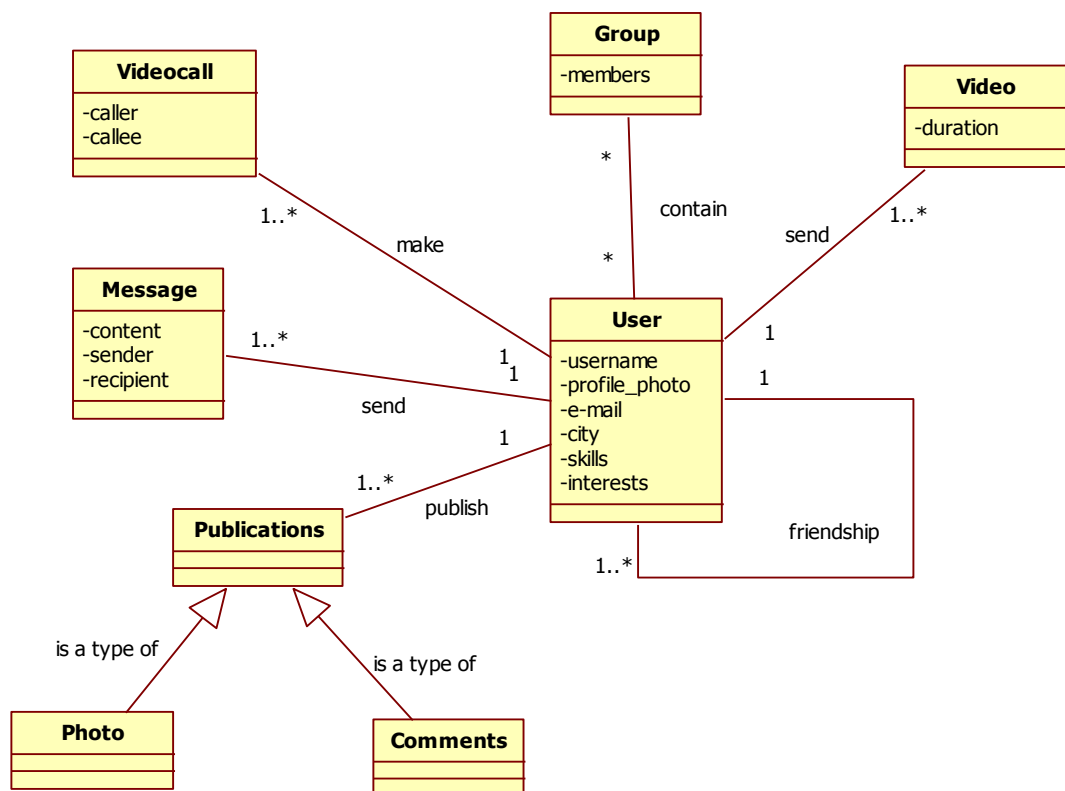 Group
-members
Videocall
-caller
-callee
Video
-duration
*
1..*
1..*
contain
make
send
*
Message
-content
-sender
-recipient
1..*
send
User
-username
-profile_photo
-e-mail
-city
-skills
-interests
1
1
1
1
1
1..*
publish
friendship
1..*
Publications
is a type of
is a type of
Photo
Comments